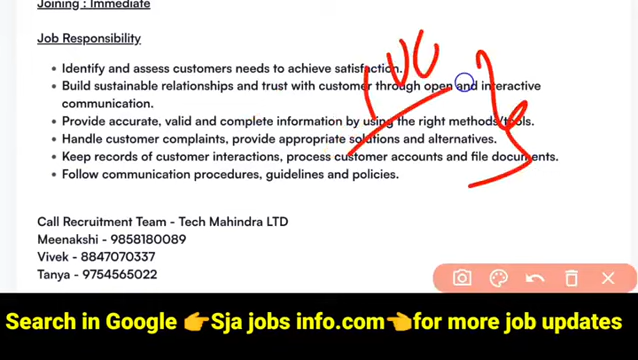 Joining : Immediate
Job Responsibility
• Identify and assess customers needs to achieve satisfaction.
• Build sustainable relationships and trust with customer through open and interactive
communication.
• Provide accurate, valid and complete information by using the right methods/tools.
• Handle customer complaints, provide appropriate solutions and alternatives.
• Keep records of customer interactions, process customer accounts and file documents.
• Follow communication procedures, guidelines and policies.
Call Recruitment Team - Tech Mahindra LTD
Meenakshi - 9858180089
Vivek - 8847070337
Tanya - 9754565022
Search in Google 👉Sja jobs info.com👈for more job updates